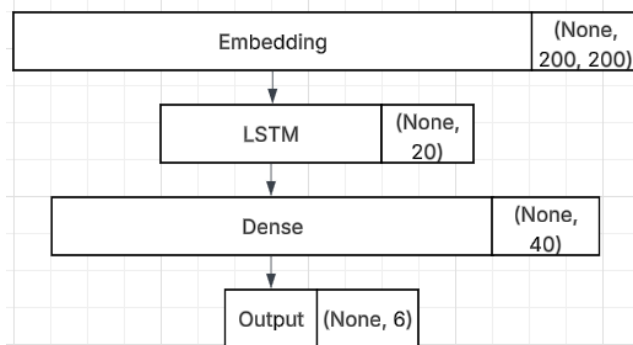 Embedding
(None,
200, 200)
LSTM
(None,
20)
Dense
(None,
40)
Output
(None, 6)